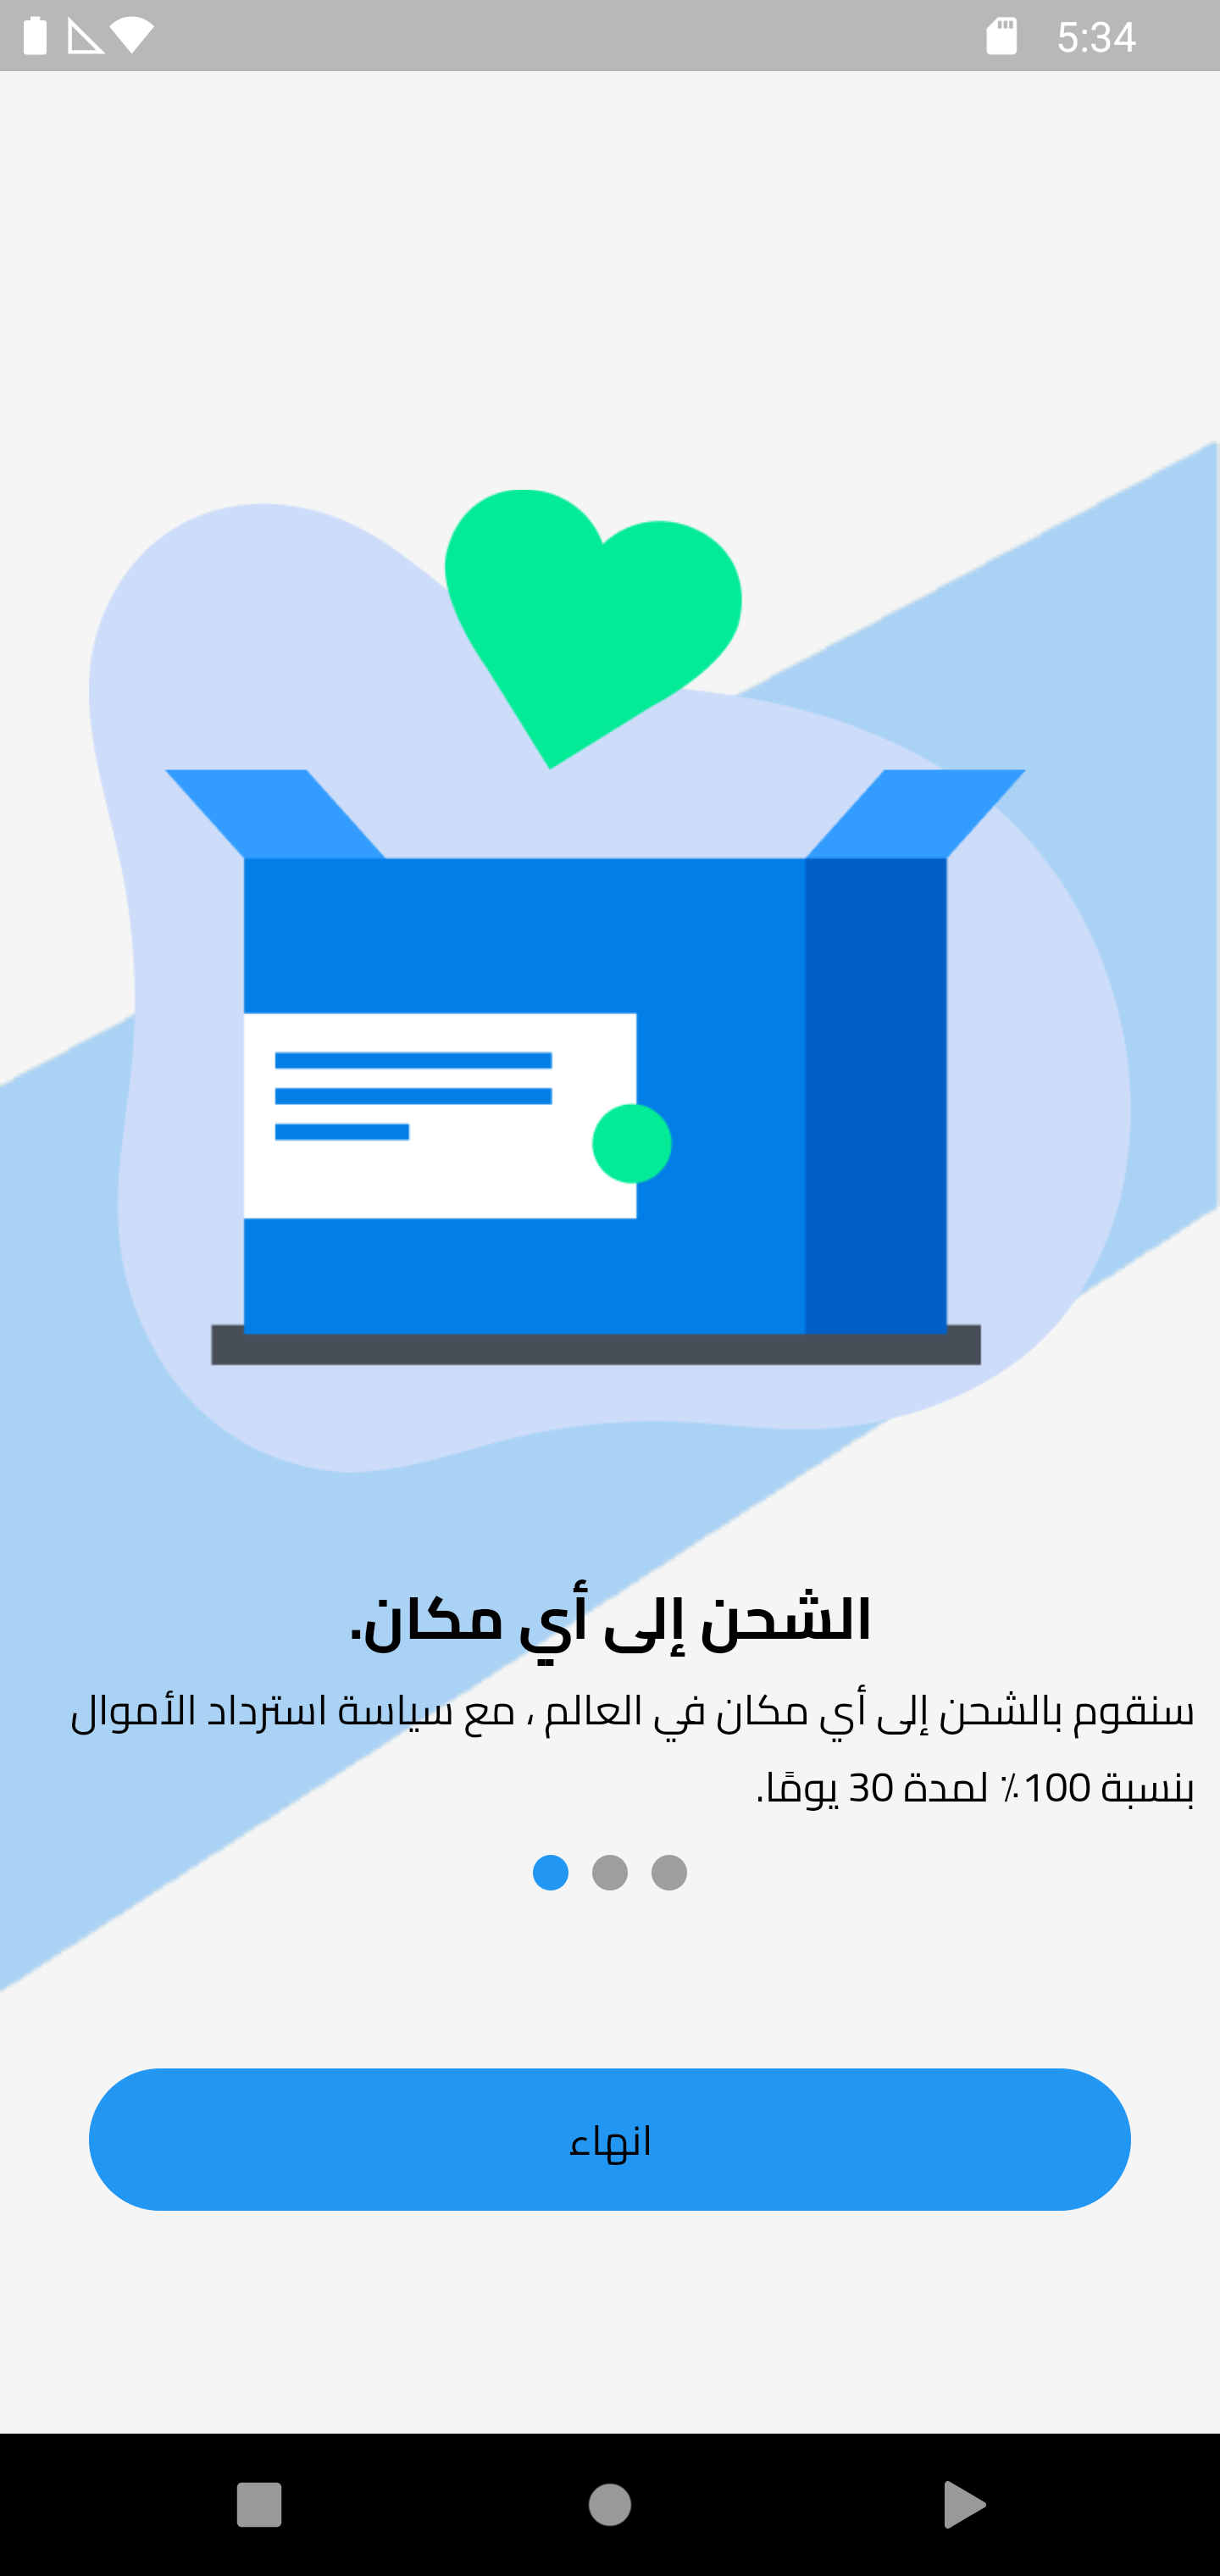 5:34
الشحن إلى أي مكان.
سنقوم بالشحن إلى أي مكان في العالم ، مع سياسة استرداد الأموال
بنسبة 100٪ لمدة 30 يومًا.
انهاء